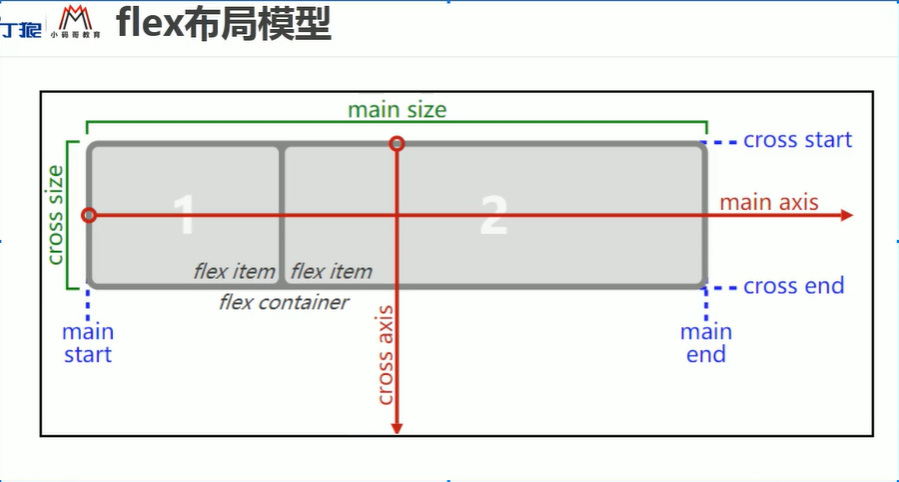 丁狼
小码哥教育
flex布局模型
main size
cross start
cross size
1
2
main axis
flex item
flex item
cross end
flex container
main
start
cross axis
main
end